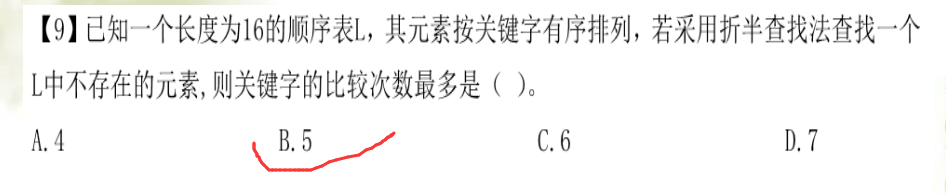 【9】已知一个长度为16的顺序表L，其元素按关键字有序排列，若采用折半查找法查找一个
L中不存在的元素,则关键字的比较次数最多是（ ）。
A.4 B.5 C.6 D.7